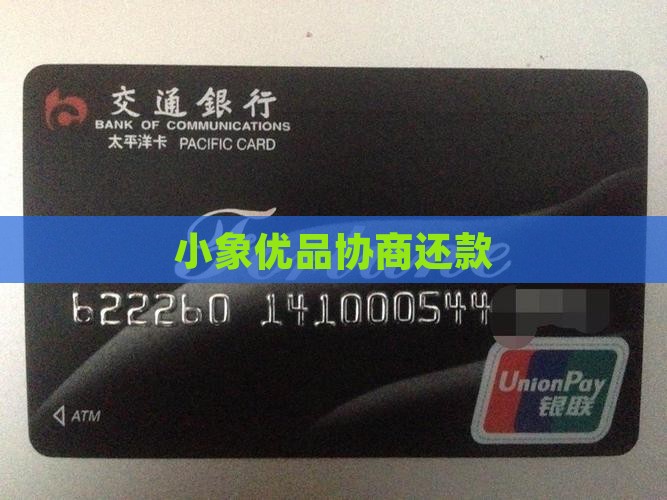 交通銀行
BANK OF COMMUNICATIONS
太平洋卡 PACIFIC CARD
小象优品协商还款
622260 141000544
UnionPay
银联
ATM